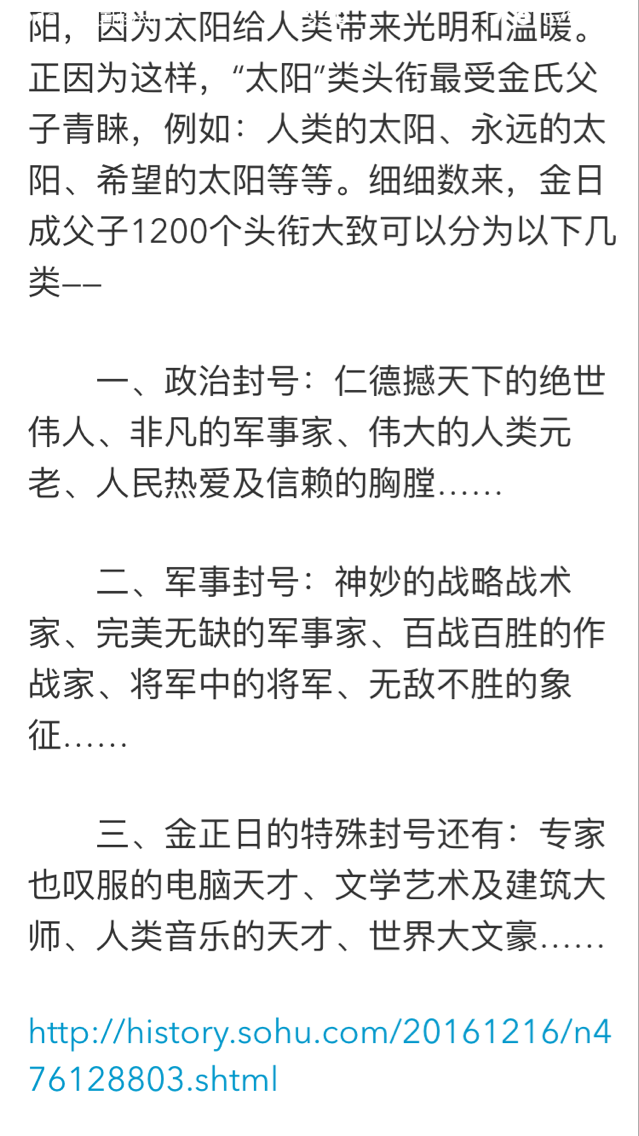 阳，因为太阳给人类带来光明和温暖。
正因为这样，“太阳”类头衔最受金氏父
子青睐，例如：人类的太阳、永远的太
阳、希望的太阳等等。细细数来，金日
成父子1200个头衔大致可以分为以下几
类——
一、政治封号：仁德撼天下的绝世
伟人、非凡的军事家、伟大的人类元
老、人民热爱及信赖的胸膛……
二、军事封号：神妙的战略战术
家、完美无缺的军事家、百战百胜的作
战家、将军中的将军、无敌不胜的象
征……
三、金正日的特殊封号还有：专家
也叹服的电脑天才、文学艺术及建筑大
师、人类音乐的天才、世界大文豪……
http://history.sohu.com/20161216/n4
76128803.shtml